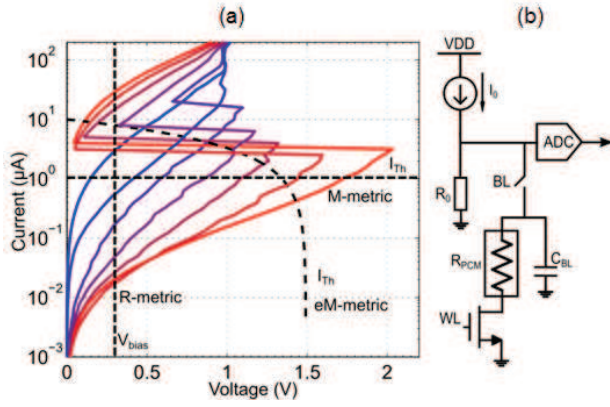 (a)
(b)
10²
10¹
10⁰
10⁻¹
10⁻²
10⁻³
Current (µA)
I_Th
M-metric
I_Th
R-metric
eM-metric
V_bias
0
0.5
1
1.5
2
Voltage (V)
VDD
I₀
ADC
R₀
BL
R_PCM
C_BL
WL